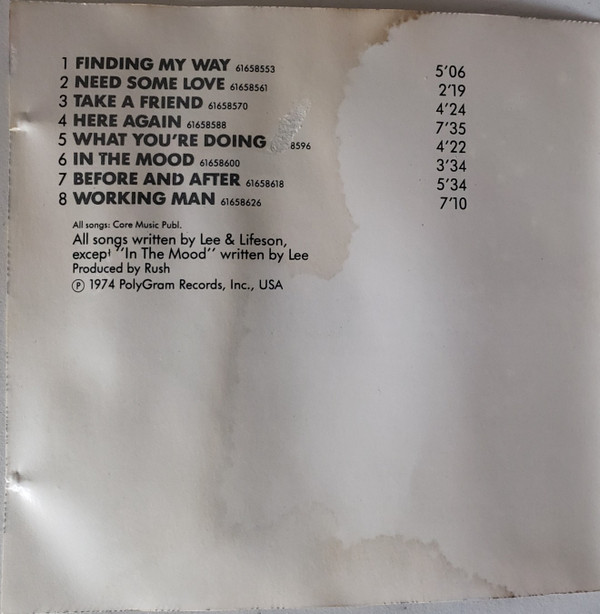 1 FINDING MY WAY 61658553 5'06
2 NEED SOME LOVE 61658561 2'19
3 TAKE A FRIEND 61658570 4'24
4 HERE AGAIN 61658588 7'35
5 WHAT YOU'RE DOING 8596 4'22
6 IN THE MOOD 61658600 3'34
7 BEFORE AND AFTER 61658618 5'34
8 WORKING MAN 61658626 7'10
All songs: Core Music Publ.
All songs written by Lee & Lifeson,
except "In The Mood" written by Lee
Produced by Rush
℗ 1974 PolyGram Records, Inc., USA